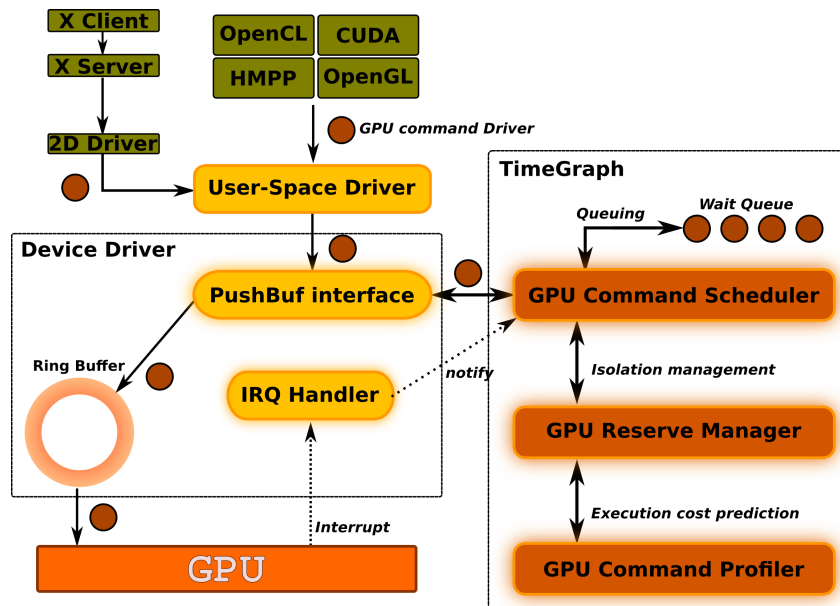 X Client
X Server
2D Driver
OpenCL
CUDA
HMPP
OpenGL
GPU command Driver
User-Space Driver
Device Driver
PushBuf interface
Ring Buffer
IRQ Handler
notify
Interrupt
GPU
TimeGraph
Queuing
Wait Queue
GPU Command Scheduler
Isolation management
GPU Reserve Manager
Execution cost prediction
GPU Command Profiler